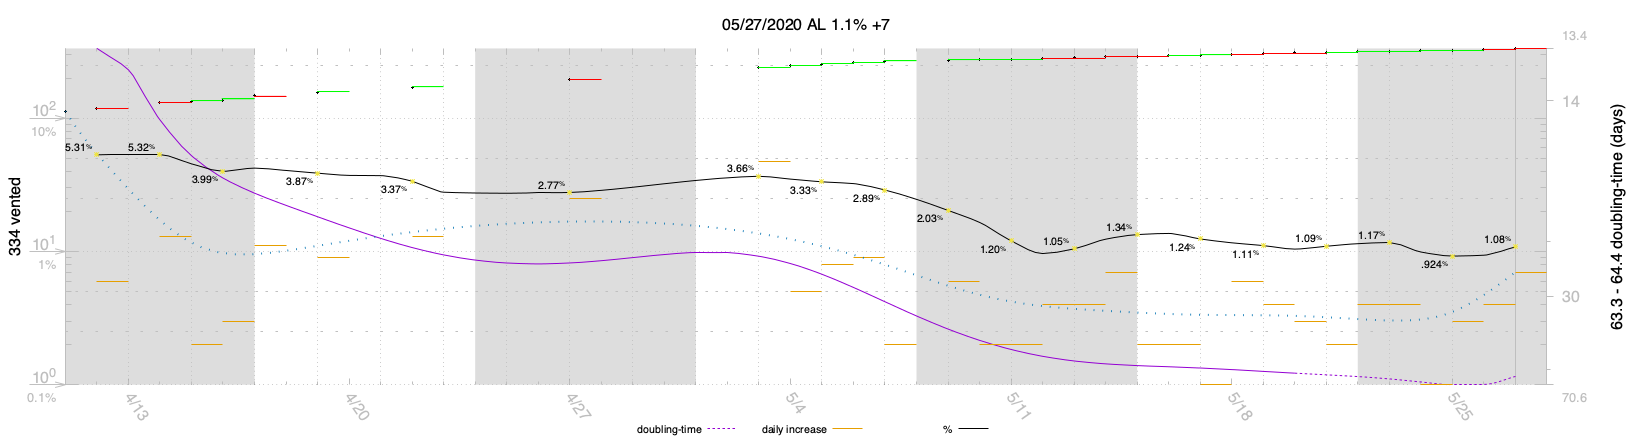 05/27/2020 AL 1.1% +7
13.4
10² 10%
14
5.31% 5.32% 3.99% 3.87% 3.37% 2.77% 3.66% 3.33% 2.89% 2.03% 1.20% 1.05% 1.34% 1.24% 1.11% 1.09% 1.17% .924% 1.08%
334 vented
63.3 - 64.4 doubling-time (days)
10¹ 1%
30
10⁰ 0.1%
70.6
4/13 4/20 4/27 5/4 5/11 5/18 5/25
doubling-time daily increase %